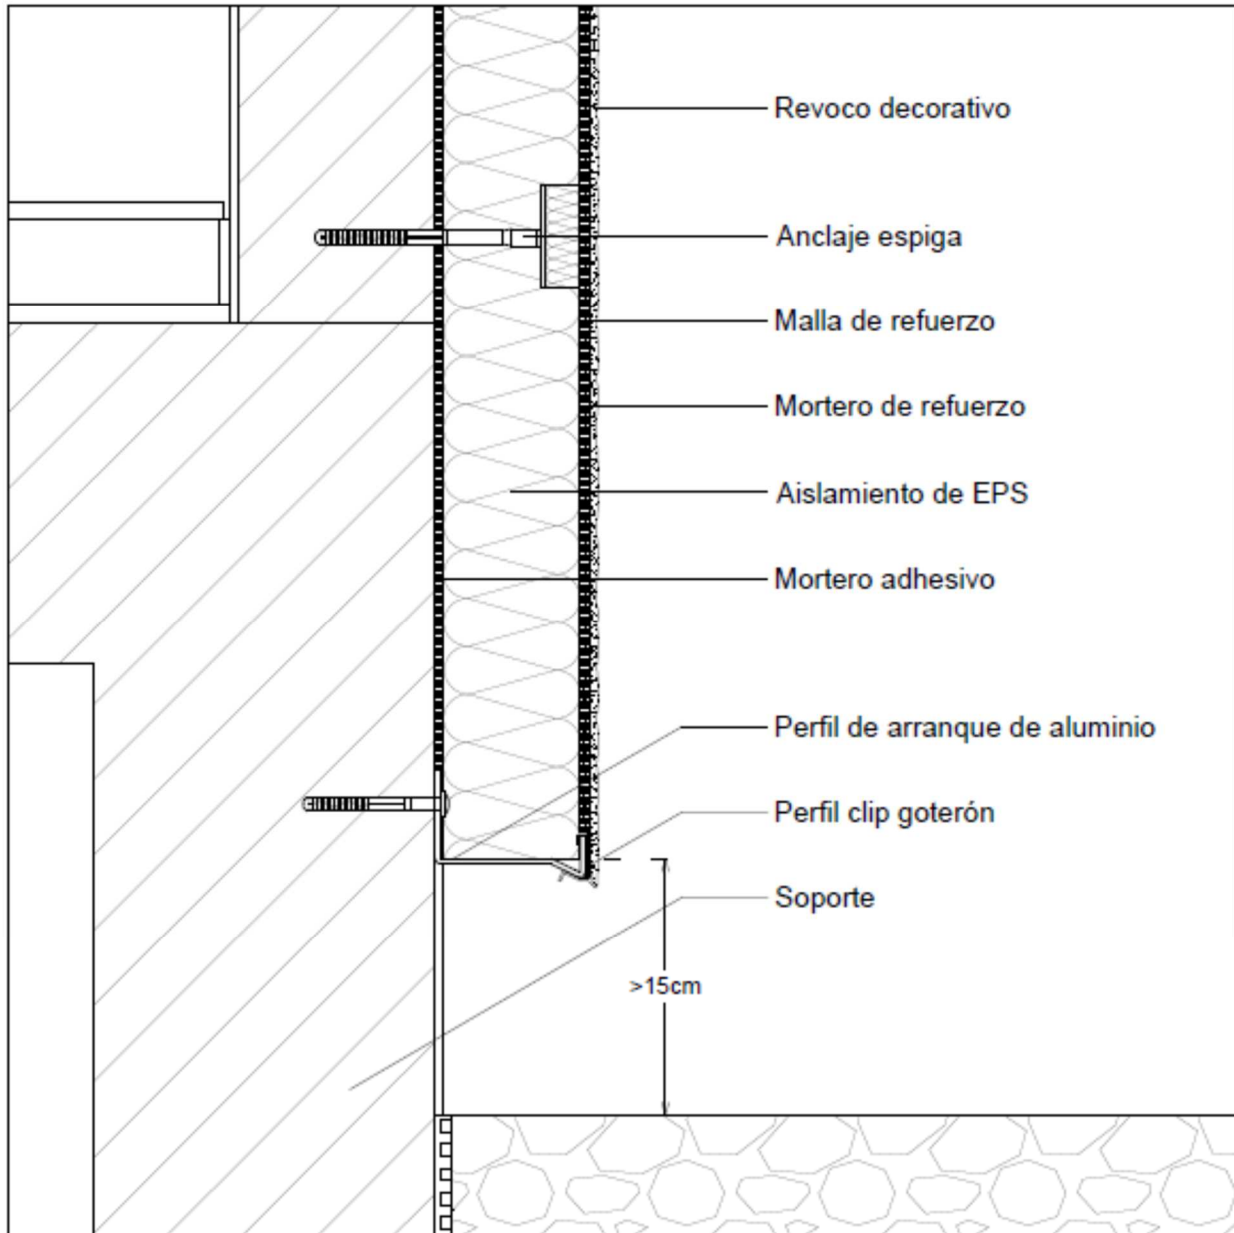 Revoco decorativo
Anclaje espiga
Malla de refuerzo
Mortero de refuerzo
Aislamiento de EPS
Mortero adhesivo
Perfil de arranque de aluminio
Perfil clip goterón
Soporte
>15cm